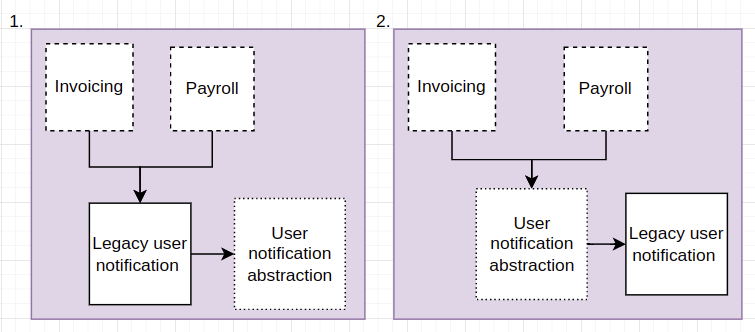 1.
Invoicing
Payroll
Legacy user
notification
User
notification
abstraction
2.
Invoicing
Payroll
User
notification
abstraction
Legacy user
notification